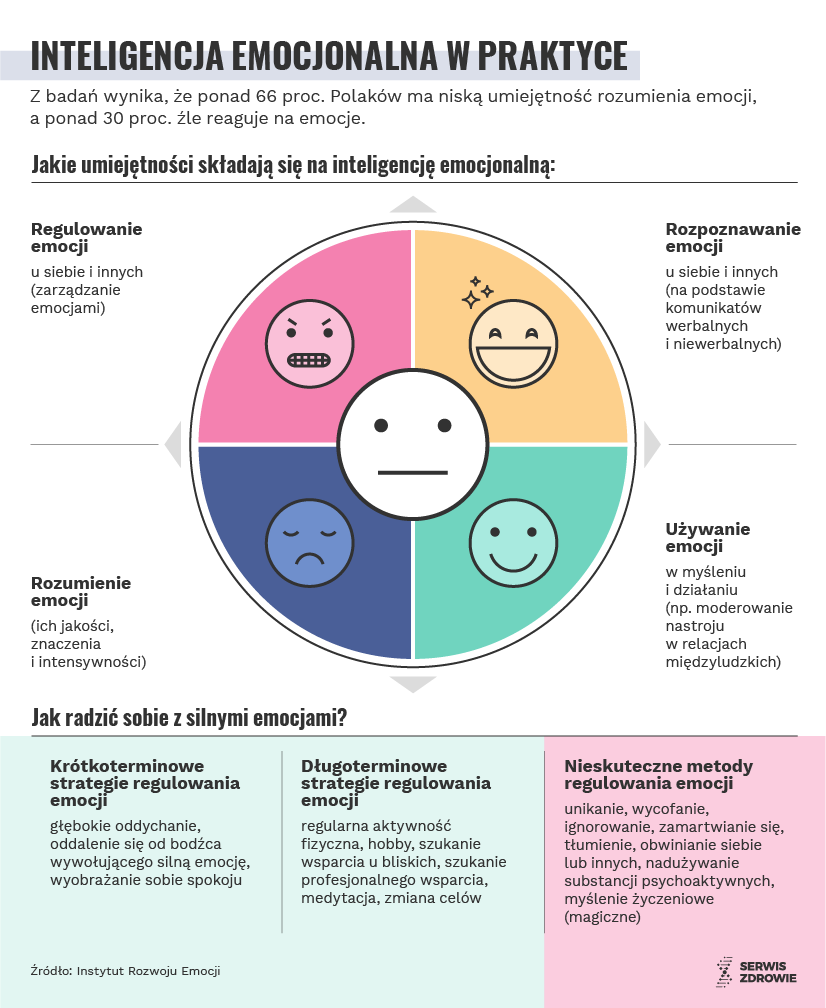 INTELIGENCJA EMOCJONALNA W PRAKTYCE
Z badań wynika, że ponad 66 proc. Polaków ma niską umiejętność rozumienia emocji,
a ponad 30 proc. źle reaguje na emocje.
Jakie umiejętności składają się na inteligencję emocjonalną:
Regulowanie
emocji
u siebie i innych
(zarządzanie
emocjami)
Rozpoznawanie
emocji
u siebie i innych
(na podstawie
komunikatów
werbalnych
i niewerbalnych)
Rozumienie
emocji
(ich jakości,
znaczenia
i intensywności)
Używanie
emocji
w myśleniu
i działaniu
(np. moderowanie
nastroju
w relacjach
międzyludzkich)
Jak radzić sobie z silnymi emocjami?
Krótkoterminowe
strategie regulowania
emocji
głębokie oddychanie,
oddalenie się od bodźca
wywołującego silną emocję,
wyobrażanie sobie spokoju
Długoterminowe
strategie regulowania
emocji
regularna aktywność
fizyczna, hobby, szukanie
wsparcia u bliskich, szukanie
profesjonalnego wsparcia,
medytacja, zmiana celów
Nieskuteczne metody
regulowania emocji
unikanie, wycofanie,
ignorowanie, zamartwianie się,
tłumienie, obwinianie siebie
lub innych, nadużywanie
substancji psychoaktywnych,
myślenie życzeniowe
(magiczne)
Źródło: Instytut Rozwoju Emocji
SERWIS
ZDROWIE